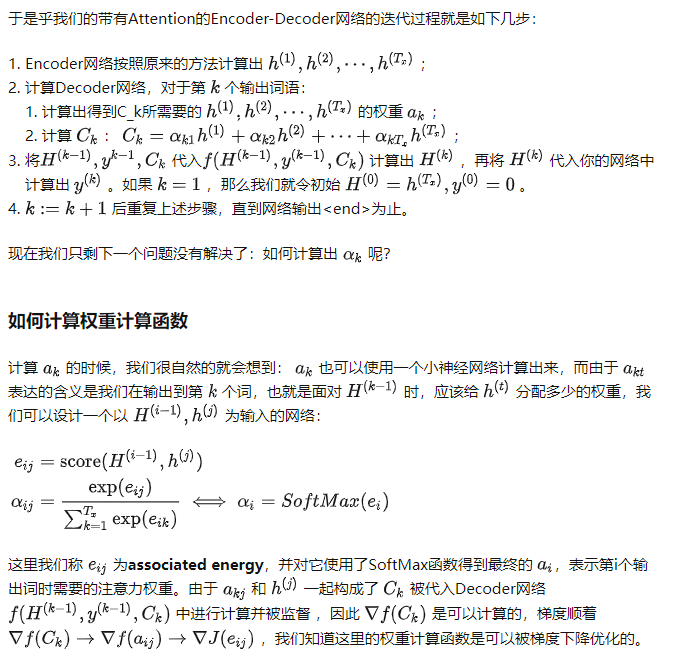 于是乎我们的带有Attention的Encoder-Decoder网络的迭代过程就是如下几步：
1. Encoder网络按照原来的方法计算出 h^{(1)}, h^{(2)}, ⋯, h^{(T_x)} ；
2. 计算Decoder网络，对于第 k 个输出词语：
1. 计算出得到C_k所需要的 h^{(1)}, h^{(2)}, ⋯, h^{(T_x)} 的权重 a_k ；
2. 计算 C_k ： C_k = α_{k1}h^{(1)} + α_{k2}h^{(2)} + ⋯ + α_{kT_x}h^{(T_x)} ；
3. 将H^{(k-1)}, y^{k-1}, C_k 代入f(H^{(k-1)}, y^{(k-1)}, C_k) 计算出 H^{(k)} ，再将 H^{(k)} 代入你的网络中
计算出 y^{(k)} 。如果 k = 1 ，那么我们就令初始 H^{(0)} = h^{(T_x)}, y^{(0)} = 0 。
4. k := k + 1 后重复上述步骤，直到网络输出<end>为止。
现在我们只剩下一个问题没有解决了：如何计算出 α_k 呢？
如何计算权重计算函数
计算 a_k 的时候，我们很自然的就会想到： a_k 也可以使用一个小神经网络计算出来，而由于 a_{kt}
表达的含义是我们在输出到第 k 个词，也就是面对 H^{(k-1)} 时，应该给 h^{(t)} 分配多少的权重，我
们可以设计一个以 H^{(i-1)}, h^{(j)} 为输入的网络：
e_{ij} = score(H^{(i-1)}, h^{(j)})
α_{ij} = \frac{exp(e_{ij})}{∑_{k=1}^{T_x} exp(e_{ik})} ⟺ α_i = SoftMax(e_i)
这里我们称 e_{ij} 为associated energy，并对它使用了SoftMax函数得到最终的 a_i，表示第i个输
出词时需要的注意力权重。由于 a_{kj} 和 h^{(j)} 一起构成了 C_k 被代入Decoder网络
f(H^{(k-1)}, y^{(k-1)}, C_k) 中进行计算并被监督 ，因此 ∇f(C_k) 是可以计算的，梯度顺着
∇f(C_k) → ∇f(a_{ij}) → ∇J(e_{ij}) ，我们知道这里的权重计算函数是可以被梯度下降优化的。